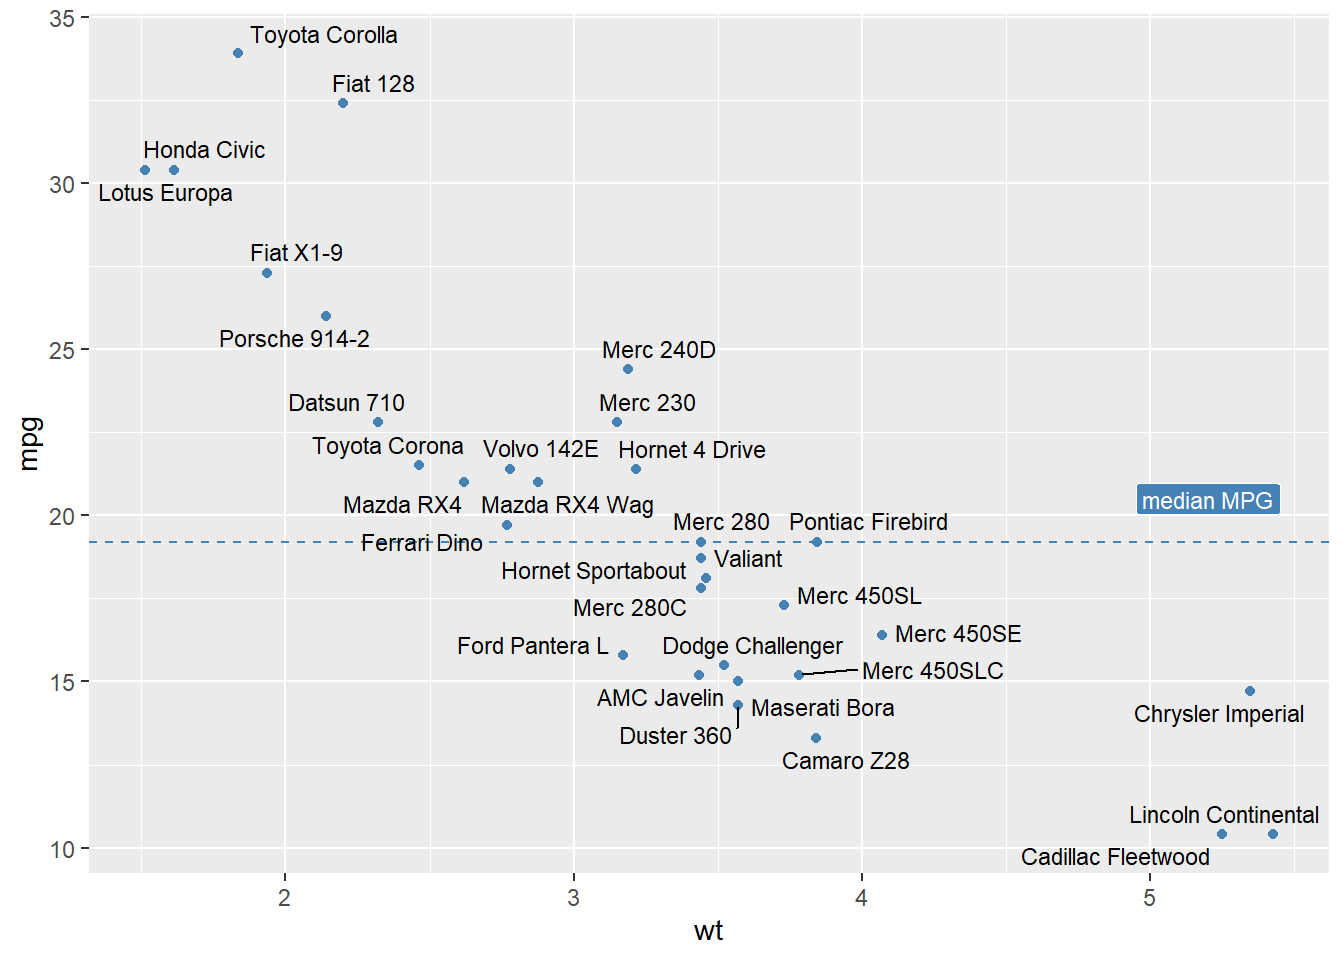 35
Toyota Corolla
Fiat 128
Honda Civic
30
Lotus Europa
Fiat X1-9
Porsche 914-2
25
Merc 240D
Datsun 710
Merc 230
Toyota Corona
Volvo 142E
Hornet 4 Drive
mpg
Mazda RX4
Mazda RX4 Wag
median MPG
20
Merc 280
Pontiac Firebird
Ferrari Dino
Valiant
Hornet Sportabout
Merc 280C
Merc 450SL
Merc 450SE
Ford Pantera L
Dodge Challenger
Merc 450SLC
15
AMC Javelin
Maserati Bora
Chrysler Imperial
Duster 360
Camaro Z28
Lincoln Continental
10
Cadillac Fleetwood
2
3
4
5
wt